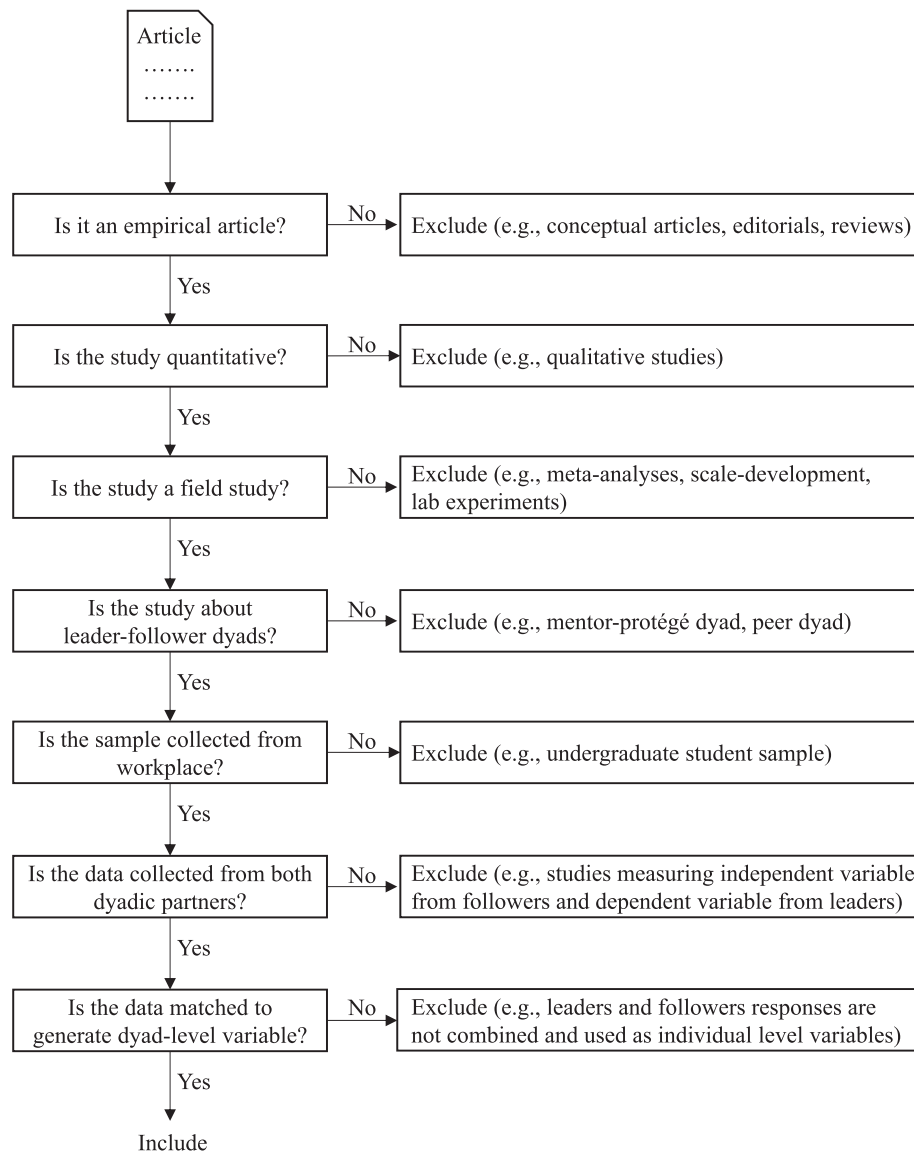 Article
.......
.......
Is it an empirical article?
No
Exclude (e.g., conceptual articles, editorials, reviews)
Yes
Is the study quantitative?
No
Exclude (e.g., qualitative studies)
Yes
Is the study a field study?
No
Exclude (e.g., meta-analyses, scale-development,
lab experiments)
Yes
Is the study about
leader-follower dyads?
No
Exclude (e.g., mentor-protégé dyad, peer dyad)
Yes
Is the sample collected from
workplace?
No
Exclude (e.g., undergraduate student sample)
Yes
Is the data collected from both
dyadic partners?
No
Exclude (e.g., studies measuring independent variable
from followers and dependent variable from leaders)
Yes
Is the data matched to
generate dyad-level variable?
No
Exclude (e.g., leaders and followers responses are
not combined and used as individual level variables)
Yes
Include